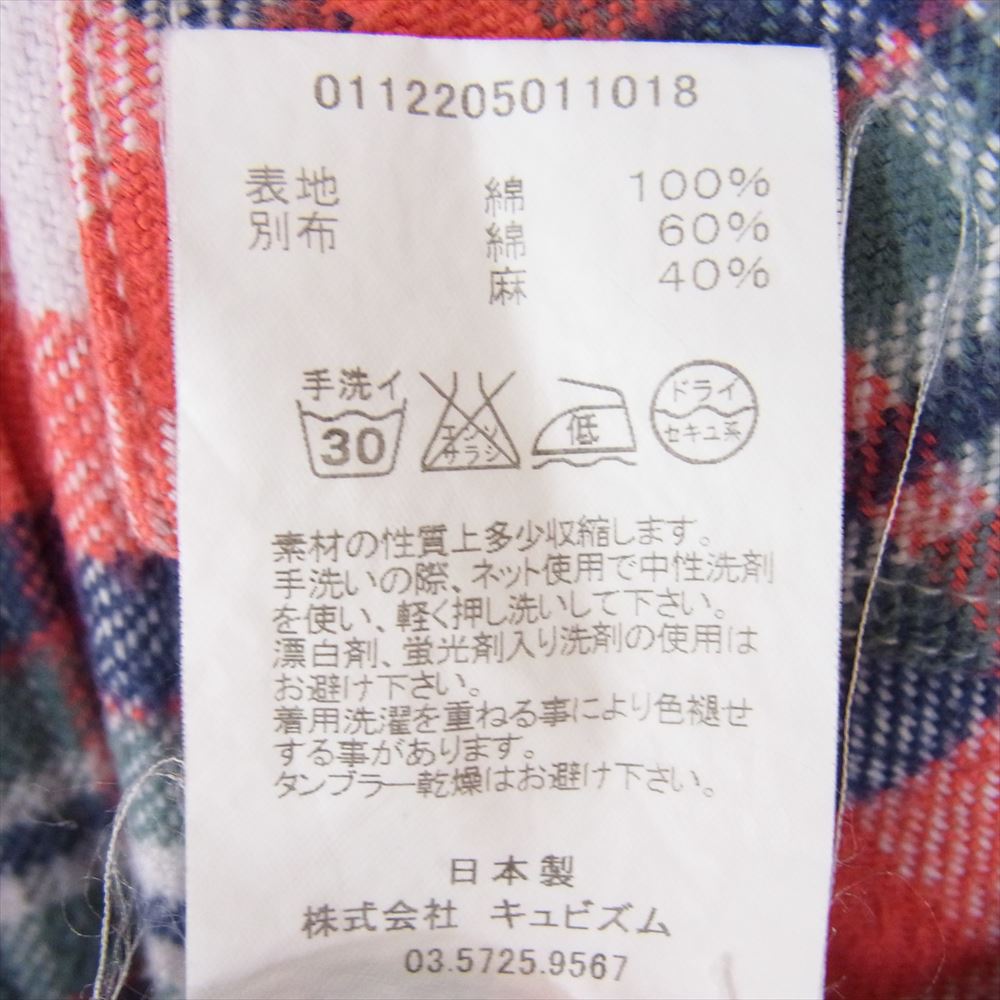 0112205011018
表地 綿 100%
別布 綿 60%
麻 40%
手洗イ ドライ
30 エンソ サラシ 低 セキユ系
素材の性質上多少収縮します。
手洗いの際、ネット使用で中性洗剤
を使い、軽く押し洗いして下さい。
漂白剤、蛍光剤入り洗剤の使用は
お避け下さい。
着用洗濯を重ねる事により色褪せ
する事があります。
タンブラー乾燥はお避け下さい。
日本製
株式会社 キュビズム
03.5725.9567